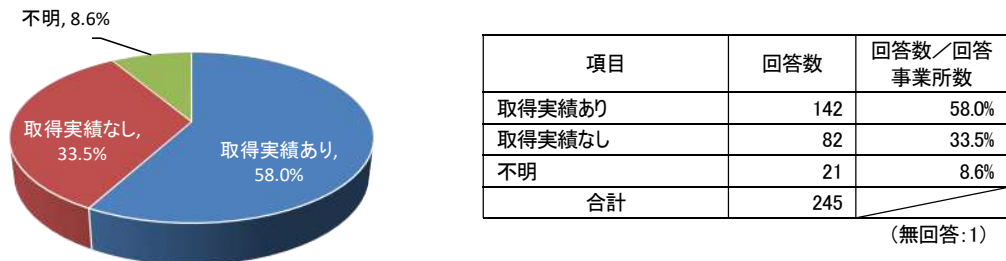 不明, 8.6%
取得実績なし,
33.5%
取得実績あり,
58.0%
項目 回答数 回答数／回答
事業所数
取得実績あり 142 58.0%
取得実績なし 82 33.5%
不明 21 8.6%
合計 245
（無回答：1）